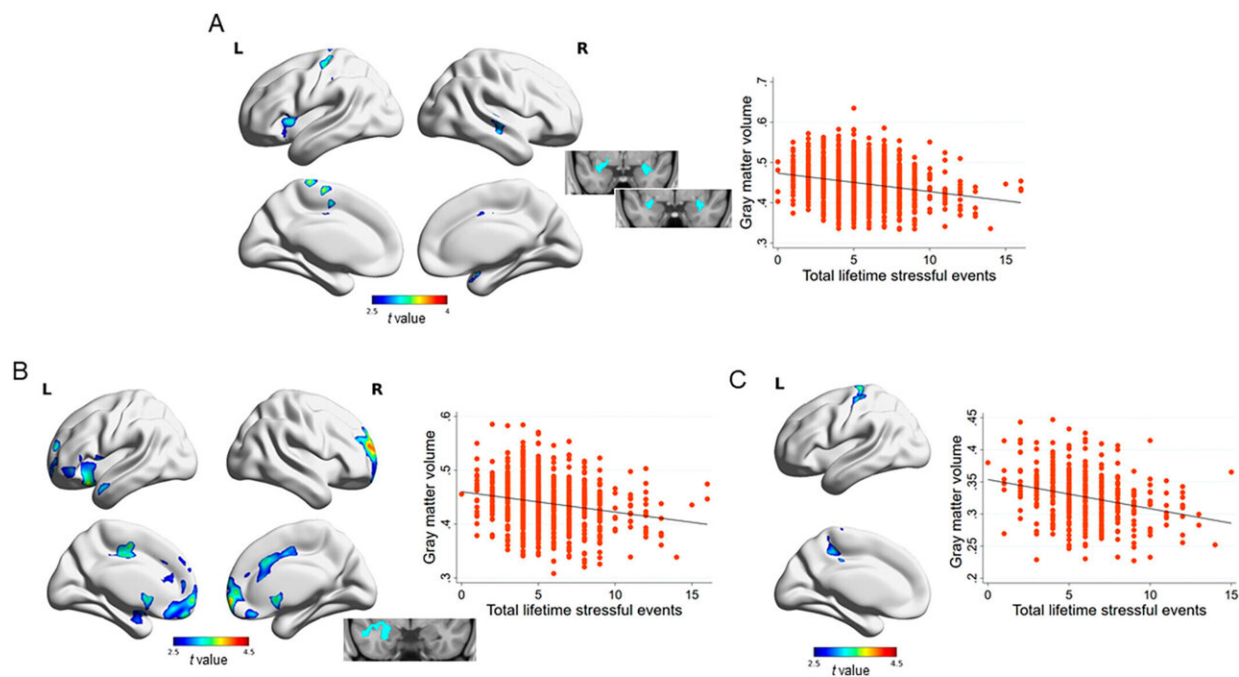 A
L
R
2.5
4
t value
Gray matter volume
.7
.6
.5
.4
.3
0 5 10 15
Total lifetime stressful events
B
L
R
2.5
4.5
t value
Gray matter volume
.6
.5
.4
.3
0 5 10 15
Total lifetime stressful events
C
L
2.5
4.5
t value
Gray matter volume
.45
.4
.35
.3
.25
.2
0 5 10 15
Total lifetime stressful events